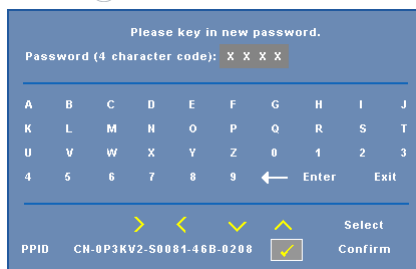 Please key in new password.
Password (4 character code): X X X X
A B C D E F G H I J
K L M N O P Q R S T
U V W X Y Z 0 1 2 3
4 5 6 7 8 9 ← Enter Exit
Select
PPID CN-0P3KV2-S0081-46B-0208 ✓ Confirm